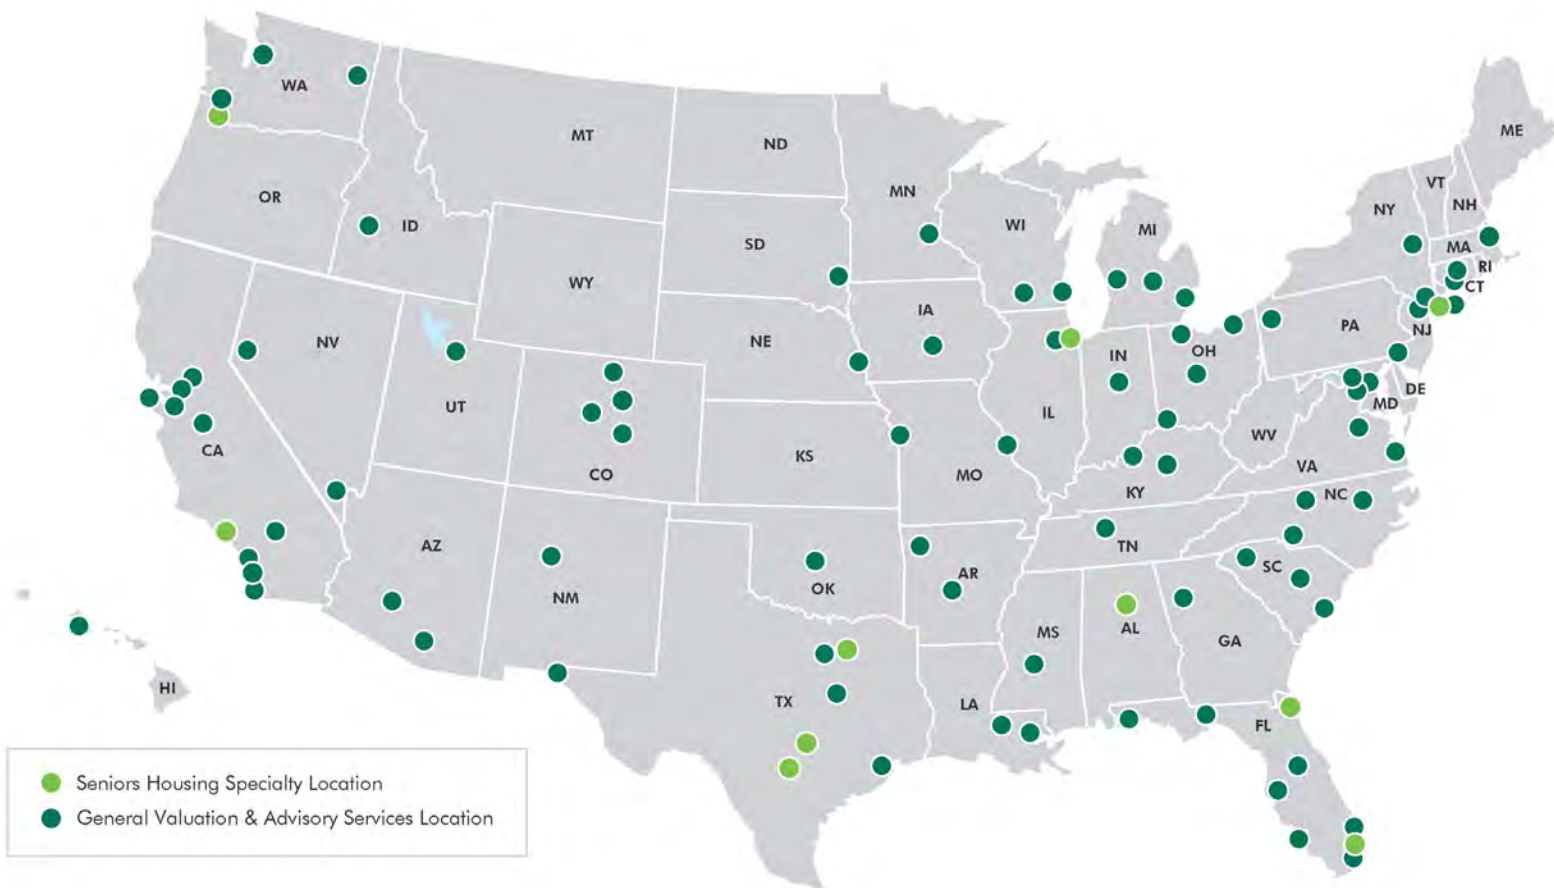 WA
MT
ND
ME
OR
ID
MN
VT
NH
NY
WI
MI
SD
MA
RI
CT
WY
IA
NV
NE
PA
NJ
OH
IN
UT
DE
MD
IL
CA
WV
CO
KS
MO
VA
KY
NC
AZ
TN
SC
NM
OK
AR
MS
AL
GA
HI
TX
LA
FL
Seniors Housing Specialty Location
General Valuation & Advisory Services Location